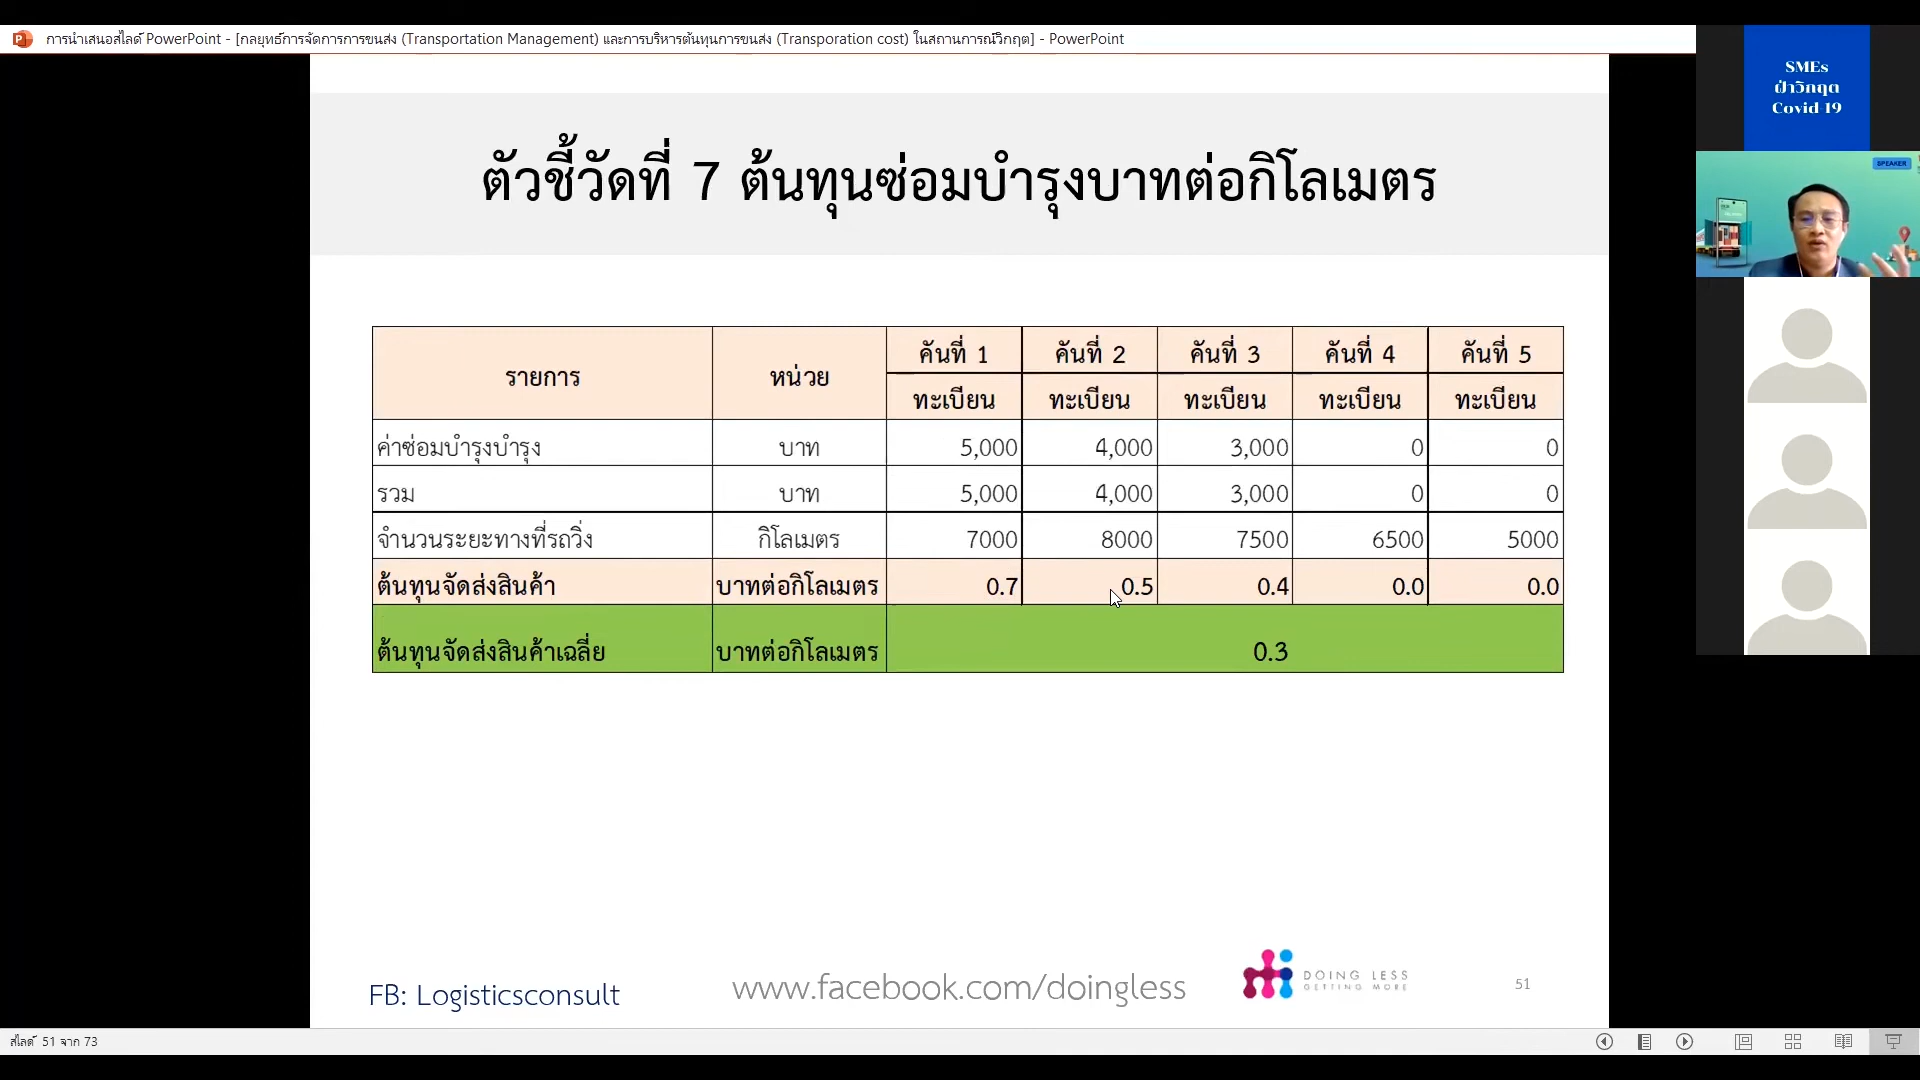 การนำเสนอสไลด์ PowerPoint - [กลยุทธ์การจัดการการขนส่ง (Transportation Management) และการบริหารต้นทุนการขนส่ง (Transporation cost) ในสถานการณ์วิกฤต] - PowerPoint
SMEs
ฝ่าวิกฤต
Covid-19
SPEAKER
ตัวชี้วัดที่ 7 ต้นทุนซ่อมบำรุงบาทต่อกิโลเมตร
รายการ หน่วย คันที่ 1 คันที่ 2 คันที่ 3 คันที่ 4 คันที่ 5
ทะเบียน ทะเบียน ทะเบียน ทะเบียน ทะเบียน
ค่าซ่อมบำรุงบำรุง บาท 5,000 4,000 3,000 0 0
รวม บาท 5,000 4,000 3,000 0 0
จำนวนระยะทางที่รถวิ่ง กิโลเมตร 7000 8000 7500 6500 5000
ต้นทุนจัดส่งสินค้า บาทต่อกิโลเมตร 0.7 0.5 0.4 0.0 0.0
ต้นทุนจัดส่งสินค้าเฉลี่ย บาทต่อกิโลเมตร 0.3
FB: Logisticsconsult www.facebook.com/doingless DOING LESS
GETTING MORE
51
สไลด์ 51 จาก 73